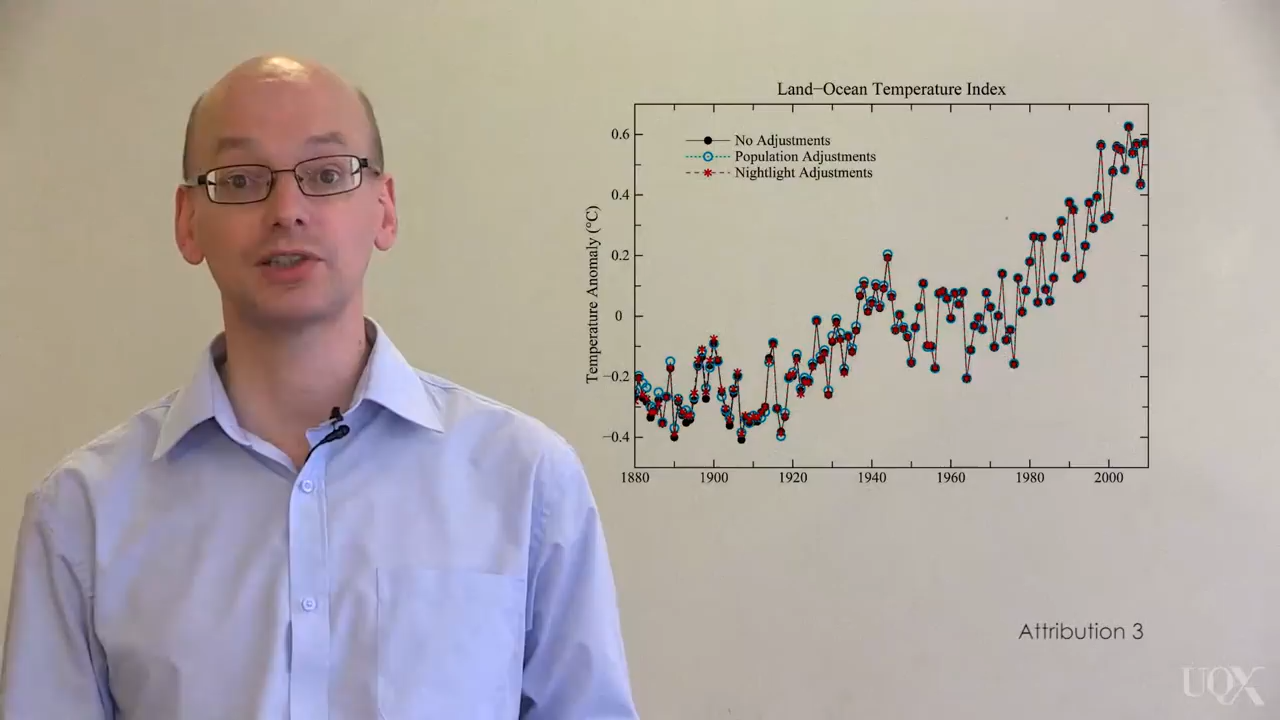 Land−Ocean Temperature Index
No Adjustments
Population Adjustments
Nightlight Adjustments
Temperature Anomaly (°C)
0.6
0.4
0.2
0
−0.2
−0.4
1880 1900 1920 1940 1960 1980 2000
Attribution 3
UQX